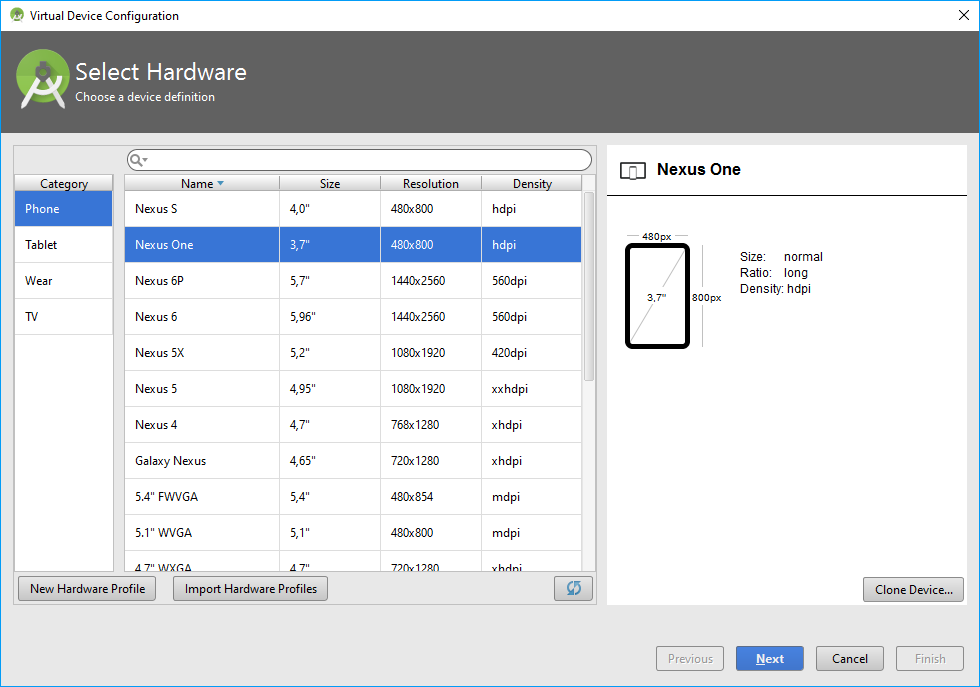 Virtual Device Configuration
Select Hardware
Choose a device definition
Category
Phone
Tablet
Wear
TV
Name Size Resolution Density
Nexus S 4,0" 480x800 hdpi
Nexus One 3,7" 480x800 hdpi
Nexus 6P 5,7" 1440x2560 560dpi
Nexus 6 5,96" 1440x2560 560dpi
Nexus 5X 5,2" 1080x1920 420dpi
Nexus 5 4,95" 1080x1920 xxhdpi
Nexus 4 4,7" 768x1280 xhdpi
Galaxy Nexus 4,65" 720x1280 xhdpi
5.4" FWVGA 5,4" 480x854 mdpi
5.1" WVGA 5,1" 480x800 mdpi
4.7" WXGA 4,7" 720x1280 xhdpi
New Hardware Profile
Import Hardware Profiles
Nexus One
480px
3,7"
800px
Size: normal
Ratio: long
Density: hdpi
Clone Device...
Previous
Next
Cancel
Finish